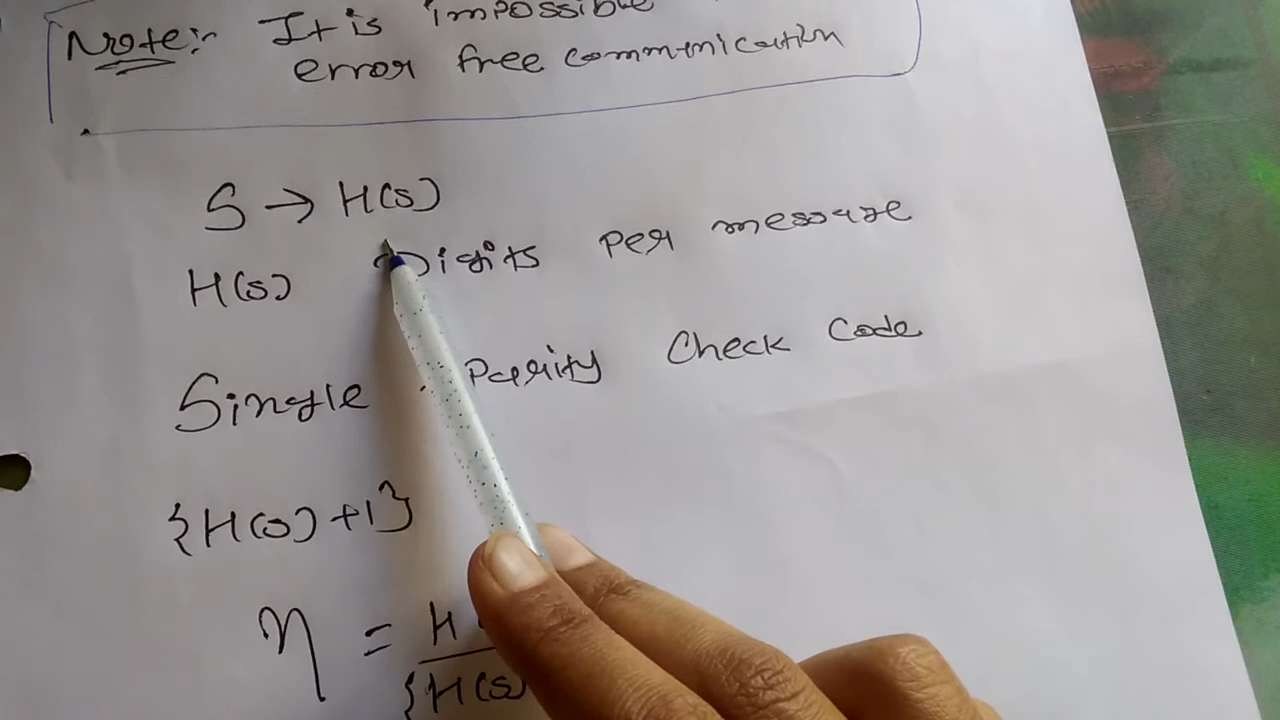 Note:- It is impossible
error free communication
S → H(s)
H(s) Digits Per message
Single Parity Check Code
{H(s)+1}
η = H
{H(s)